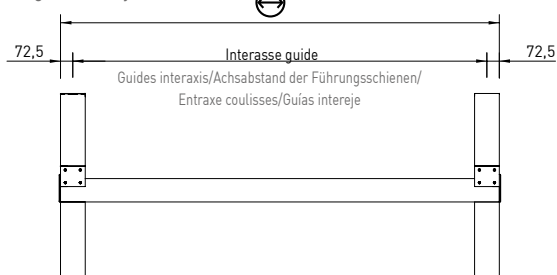 72,5
Interasse guide
72,5
Guides interaxis/Achsabstand der Führungsschienen/
Entraxe coulisses/Guías intereje